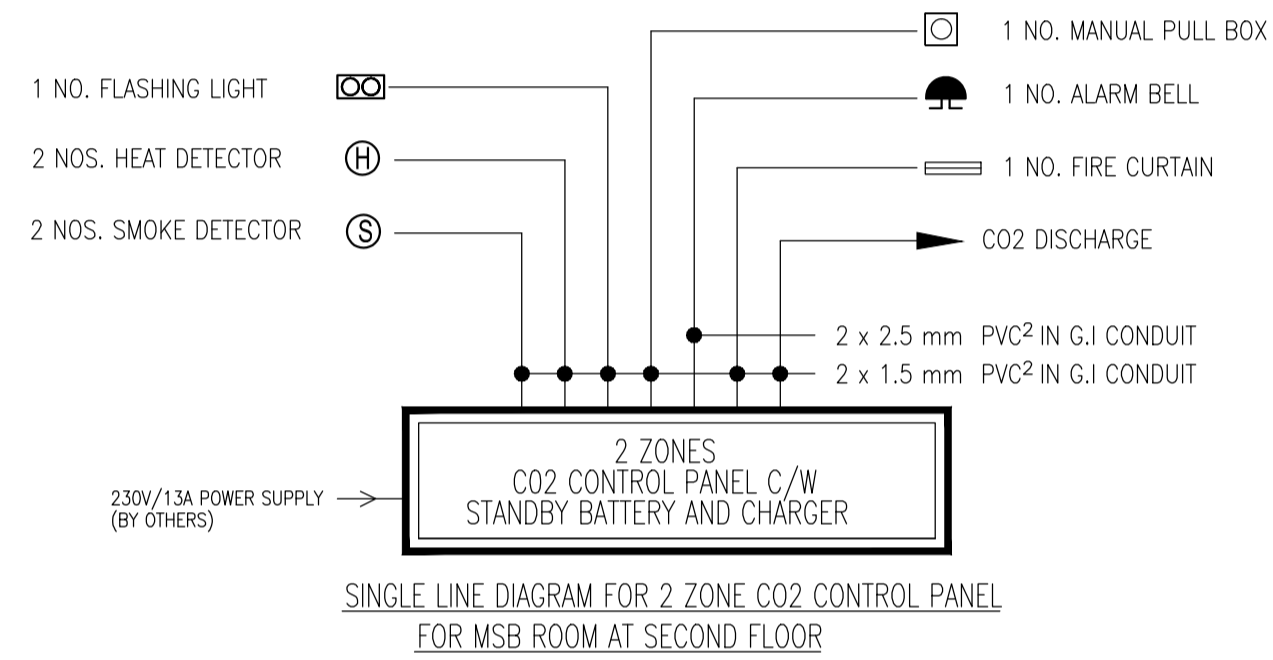 1 NO. MANUAL PULL BOX
1 NO. FLASHING LIGHT
1 NO. ALARM BELL
2 NOS. HEAT DETECTOR
H
1 NO. FIRE CURTAIN
2 NOS. SMOKE DETECTOR
S
CO2 DISCHARGE
2 x 2.5 mm PVC² IN G.I CONDUIT
2 x 1.5 mm PVC² IN G.I CONDUIT
2 ZONES
CO2 CONTROL PANEL C/W
STANDBY BATTERY AND CHARGER
230V/13A POWER SUPPLY
(BY OTHERS)
SINGLE LINE DIAGRAM FOR 2 ZONE CO2 CONTROL PANEL
FOR MSB ROOM AT SECOND FLOOR